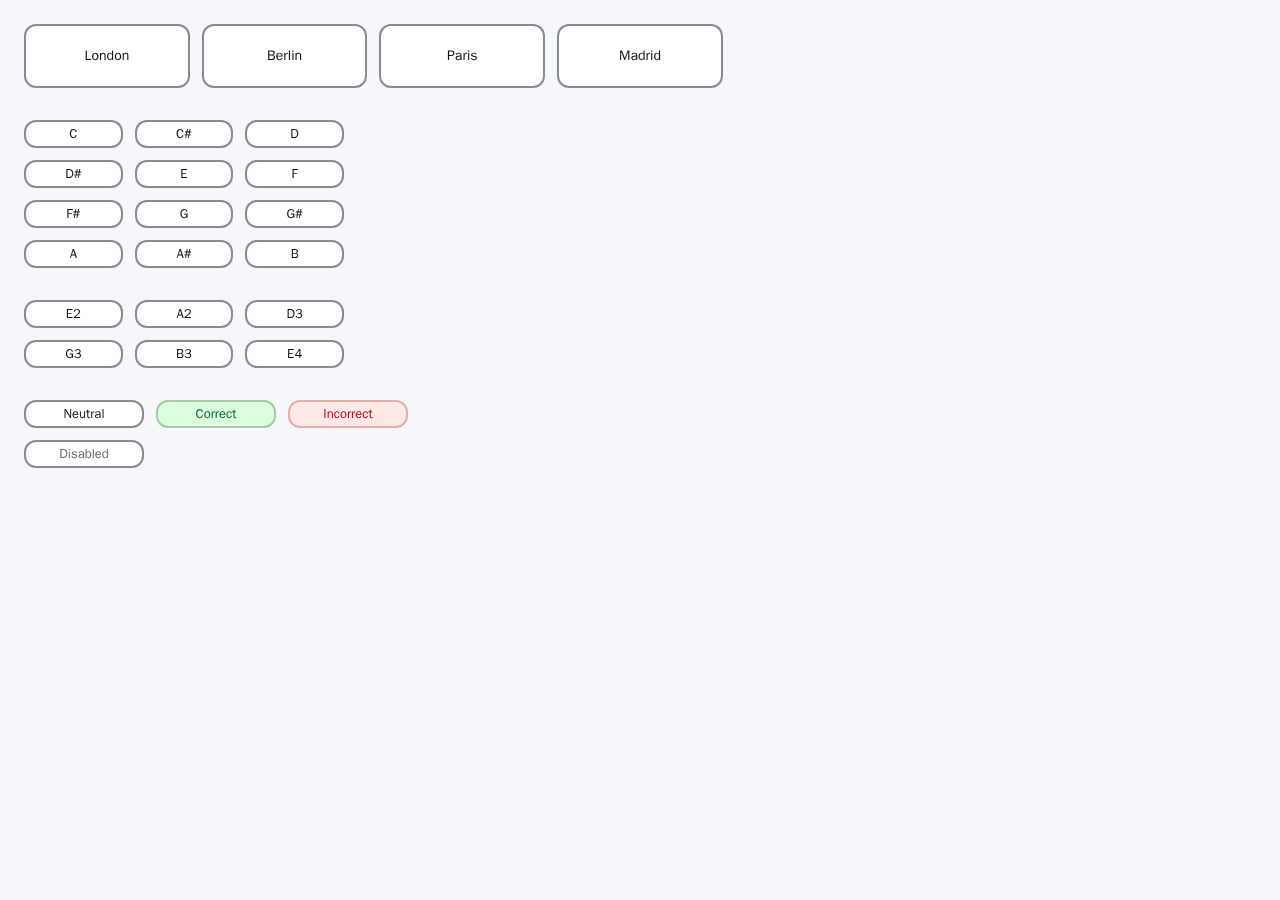 London Berlin Paris Madrid
C C# D
D# E F
F# G G#
A A# B
E2 A2 D3
G3 B3 E4
Neutral Correct Incorrect
Disabled